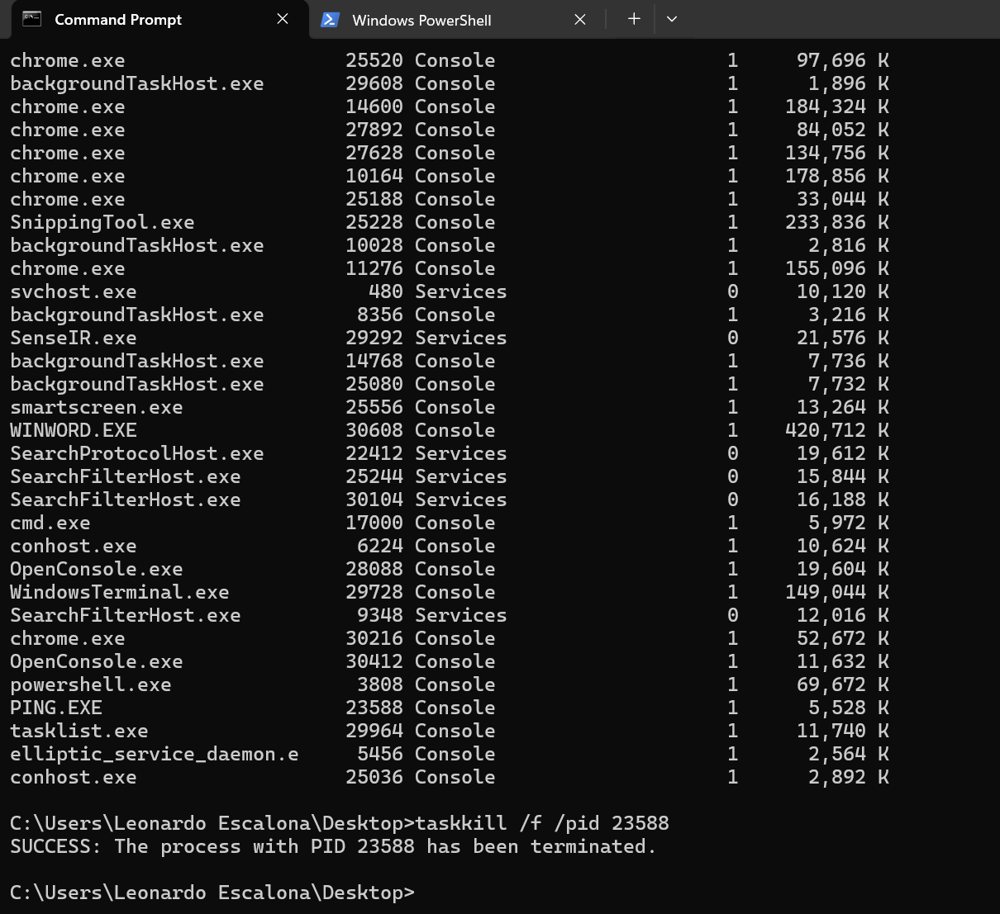 Command Prompt Windows PowerShell
chrome.exe 25520 Console 1 97,696 K
backgroundTaskHost.exe 29608 Console 1 1,896 K
chrome.exe 14600 Console 1 184,324 K
chrome.exe 27892 Console 1 84,052 K
chrome.exe 27628 Console 1 134,756 K
chrome.exe 10164 Console 1 178,856 K
chrome.exe 25188 Console 1 33,044 K
SnippingTool.exe 25228 Console 1 233,836 K
backgroundTaskHost.exe 10028 Console 1 2,816 K
chrome.exe 11276 Console 1 155,096 K
svchost.exe 480 Services 0 10,120 K
backgroundTaskHost.exe 8356 Console 1 3,216 K
SenseIR.exe 29292 Services 0 21,576 K
backgroundTaskHost.exe 14768 Console 1 7,736 K
backgroundTaskHost.exe 25080 Console 1 7,732 K
smartscreen.exe 25556 Console 1 13,264 K
WINWORD.EXE 30608 Console 1 420,712 K
SearchProtocolHost.exe 22412 Services 0 19,612 K
SearchFilterHost.exe 25244 Services 0 15,844 K
SearchFilterHost.exe 30104 Services 0 16,188 K
cmd.exe 17000 Console 1 5,972 K
conhost.exe 6224 Console 1 10,624 K
OpenConsole.exe 28088 Console 1 19,604 K
WindowsTerminal.exe 29728 Console 1 149,044 K
SearchFilterHost.exe 9348 Services 0 12,016 K
chrome.exe 30216 Console 1 52,672 K
OpenConsole.exe 30412 Console 1 11,632 K
powershell.exe 3808 Console 1 69,672 K
PING.EXE 23588 Console 1 5,528 K
tasklist.exe 29964 Console 1 11,740 K
elliptic_service_daemon.e 5456 Console 1 2,564 K
conhost.exe 25036 Console 1 2,892 K
C:\Users\Leonardo Escalona\Desktop>taskkill /f /pid 23588
SUCCESS: The process with PID 23588 has been terminated.
C:\Users\Leonardo Escalona\Desktop>